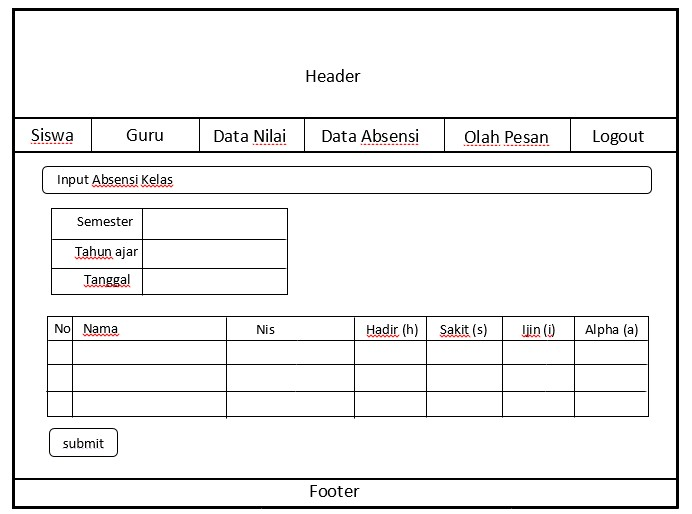 Header
Siswa Guru Data Nilai Data Absensi Olah Pesan Logout
Input Absensi Kelas
Semester
Tahun ajar
Tanggal
No Nama Nis Hadir (h) Sakit (s) Ijin (i) Alpha (a)
submit
Footer